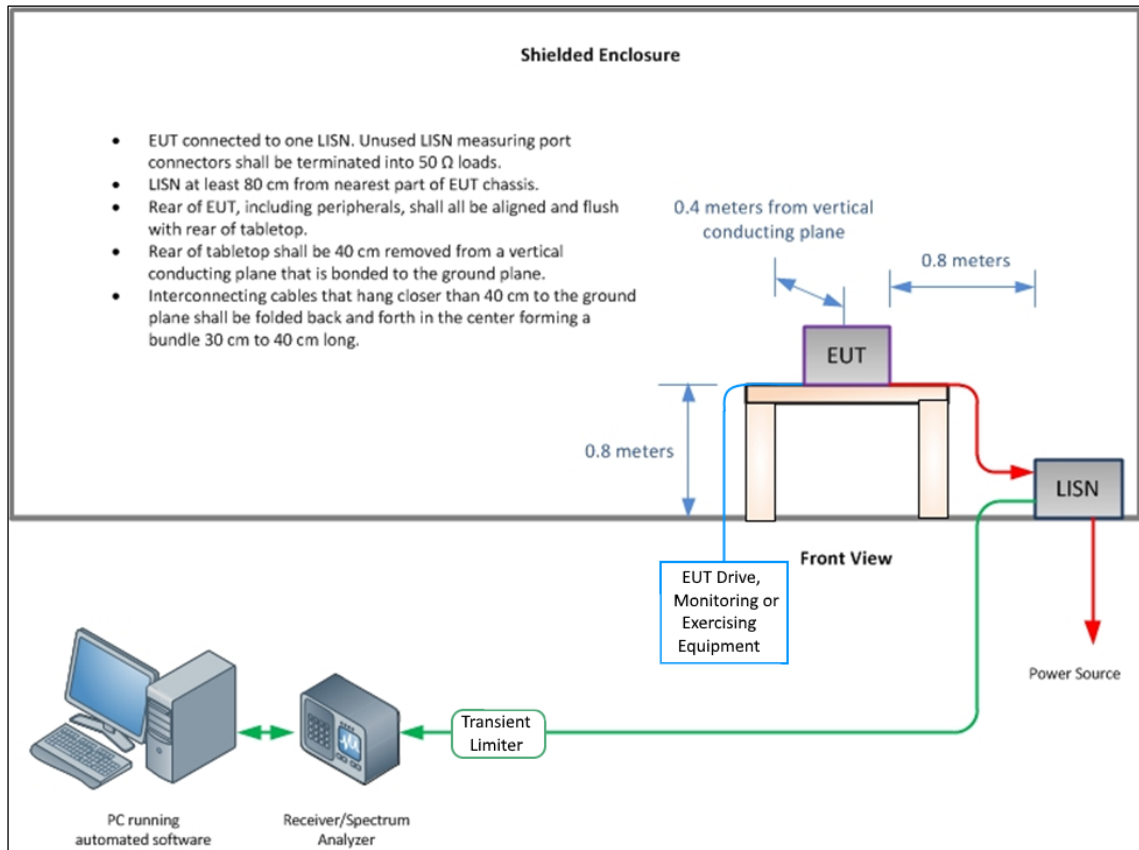 Shielded Enclosure
• EUT connected to one LISN. Unused LISN measuring port
connectors shall be terminated into 50 Ω loads.
• LISN at least 80 cm from nearest part of EUT chassis.
• Rear of EUT, including peripherals, shall all be aligned and flush
with rear of tabletop.
• Rear of tabletop shall be 40 cm removed from a vertical
conducting plane that is bonded to the ground plane.
• Interconnecting cables that hang closer than 40 cm to the ground
plane shall be folded back and forth in the center forming a
bundle 30 cm to 40 cm long.
0.4 meters from vertical
conducting plane
0.8 meters
EUT
0.8 meters
LISN
Front View
EUT Drive,
Monitoring or
Exercising
Equipment
Power Source
Transient
Limiter
PC running
automated software
Receiver/Spectrum
Analyzer